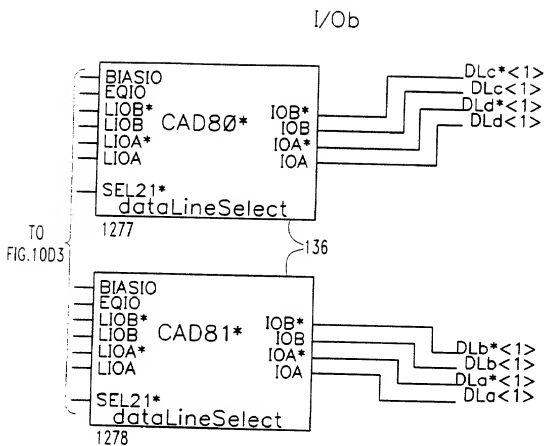 I/Ob
BIASIO
EQIO
LIOB*
LIOB
LIOA*
LIOA
SEL21*
CAD80*
IOB*
IOB
IOA*
IOA
dataLineSelect
1277
DLc*<1>
DLc<1>
DLd*<1>
DLd<1>
TO
FIG.10D3
136
BIASIO
EQIO
LIOB*
LIOB
LIOA*
LIOA
SEL21*
CAD81*
IOB*
IOB
IOA*
IOA
dataLineSelect
1278
DLb*<1>
DLb<1>
DLa*<1>
DLa<1>